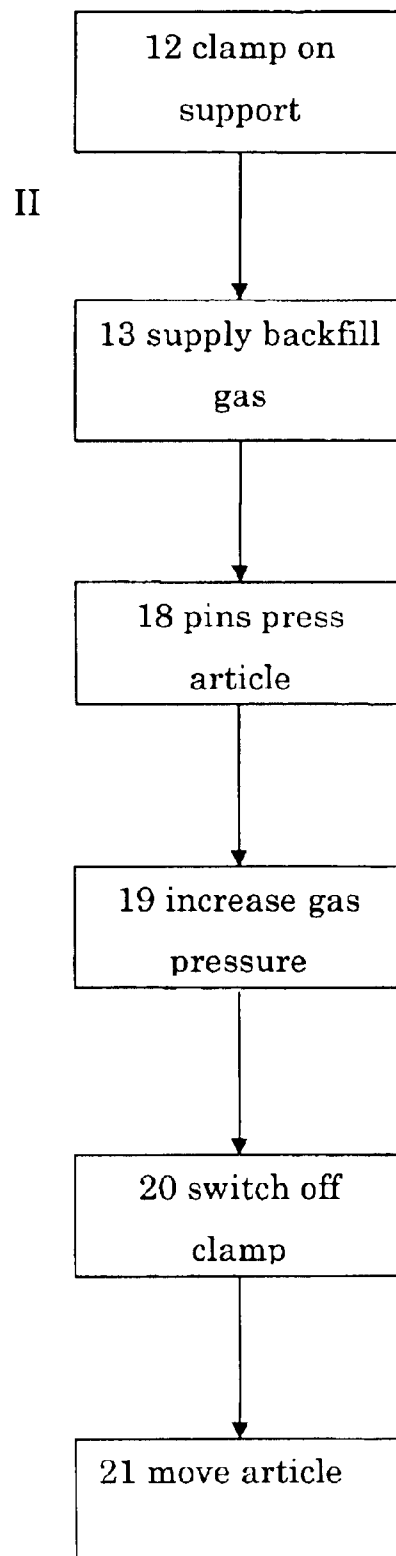 12 clamp on
support
II
13 supply backfill
gas
18 pins press
article
19 increase gas
pressure
20 switch off
clamp
21 move article